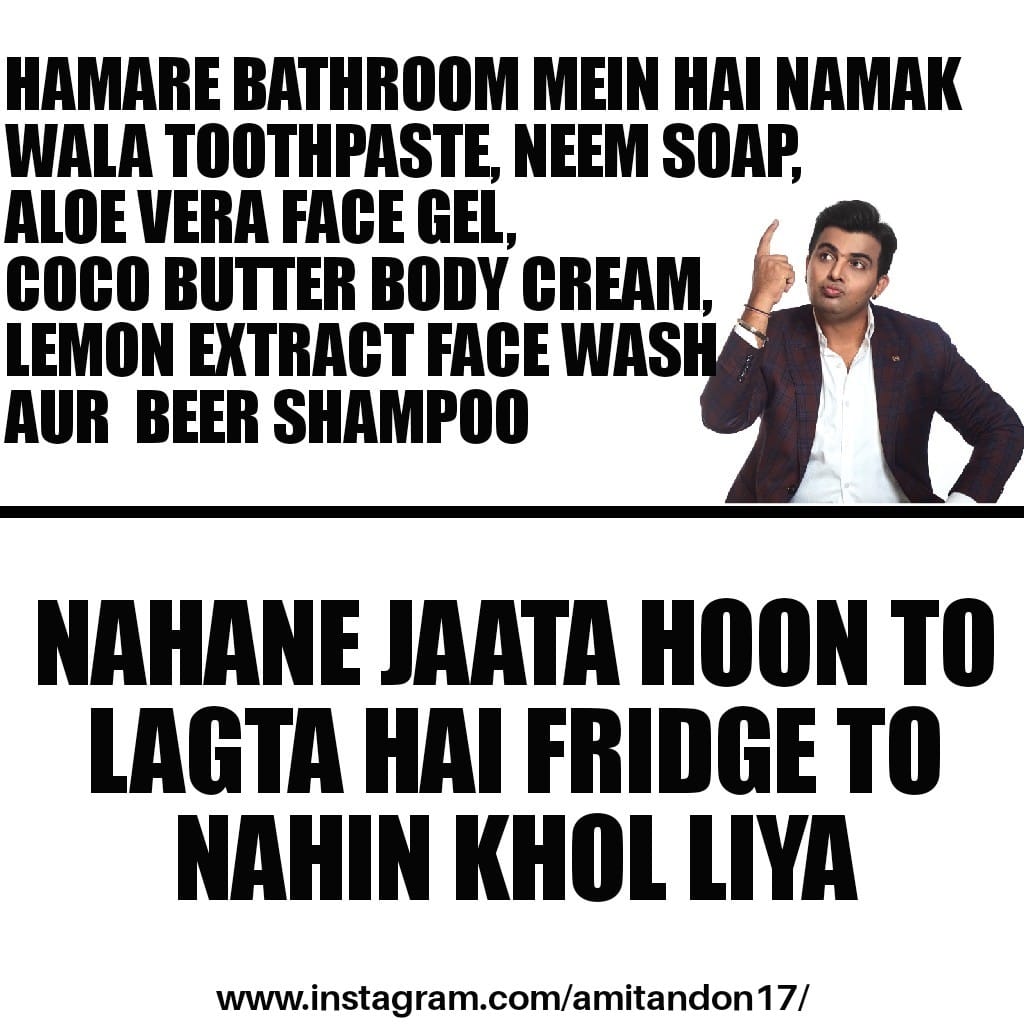 HAMARE BATHROOM MEIN HAI NAMAK
WALA TOOTHPASTE, NEEM SOAP,
ALOE VERA FACE GEL,
COCO BUTTER BODY CREAM,
LEMON EXTRACT FACE WASH
AUR BEER SHAMPOO
NAHANE JAATA HOON TO
LAGTA HAI FRIDGE TO
NAHIN KHOL LIYA
www.instagram.com/amitandon17/